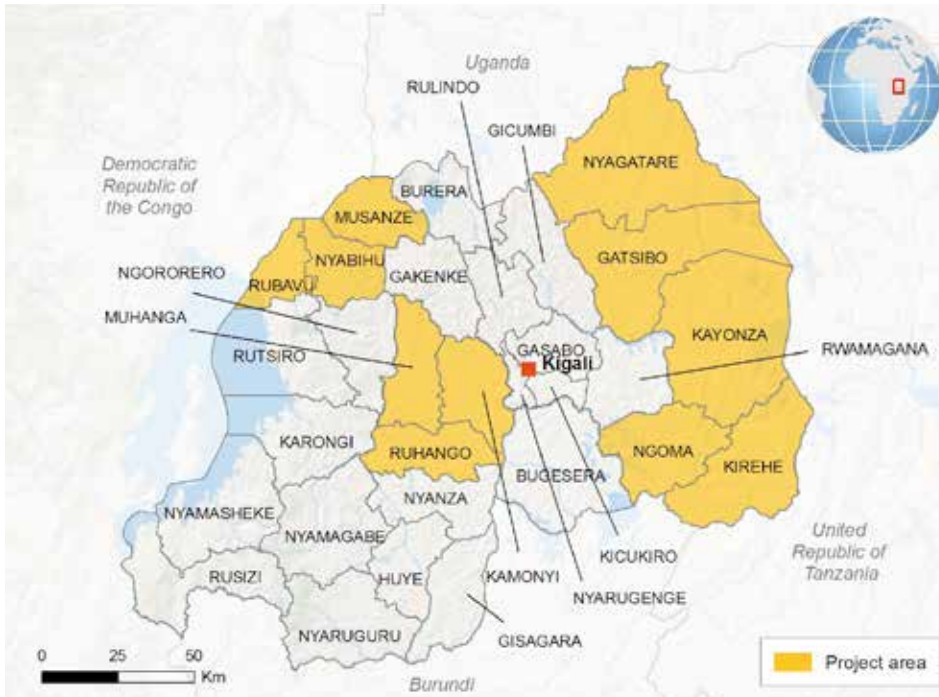 Uganda
RULINDO
GICUMBI
Democratic
Republic of
the Congo
NYAGATARE
BURERA
MUSANZE
NYABIHU
GATSIBO
NGORORERO
GAKENKE
RUBAVU
MUHANGA
KAYONZA
RUTSIRO
GASABO
RWAMAGANA
Kigali
KARONGI
RUHANGO
NGOMA
KIREHE
BUGESERA
NYANZA
NYAMASHEKE
NYAMAGABE
United
Republic of
Tanzania
KICUKIRO
RUSIZI
HUYE
KAMONYI
NYARUGENGE
NYARUGURU
GISAGARA
0 25 50
Km
Project area
Burundi